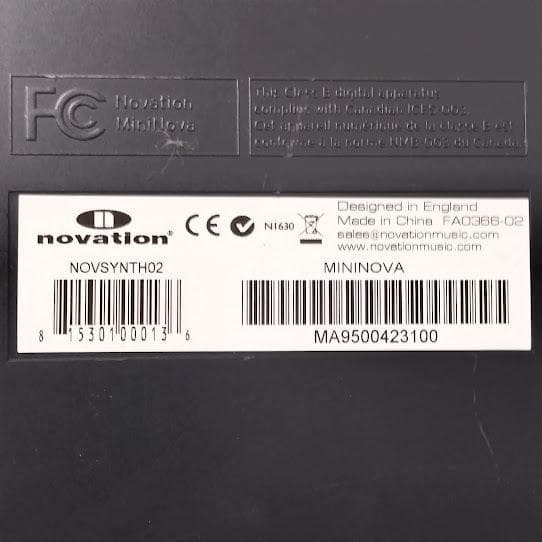 FC
Novation
MiniNova
This Class B digital apparatus
complies with Canadian ICES-003
Cet appareil numérique de la classe B est
conforme à la norme NMB-003 du Canada.
novation®
CE
N1630
Designed in England
Made in China FA0366-02
sales@novationmusic.com
www.novationmusic.com
NOVSYNTH02
8 15301 00013 6
MININOVA
MA9500423100